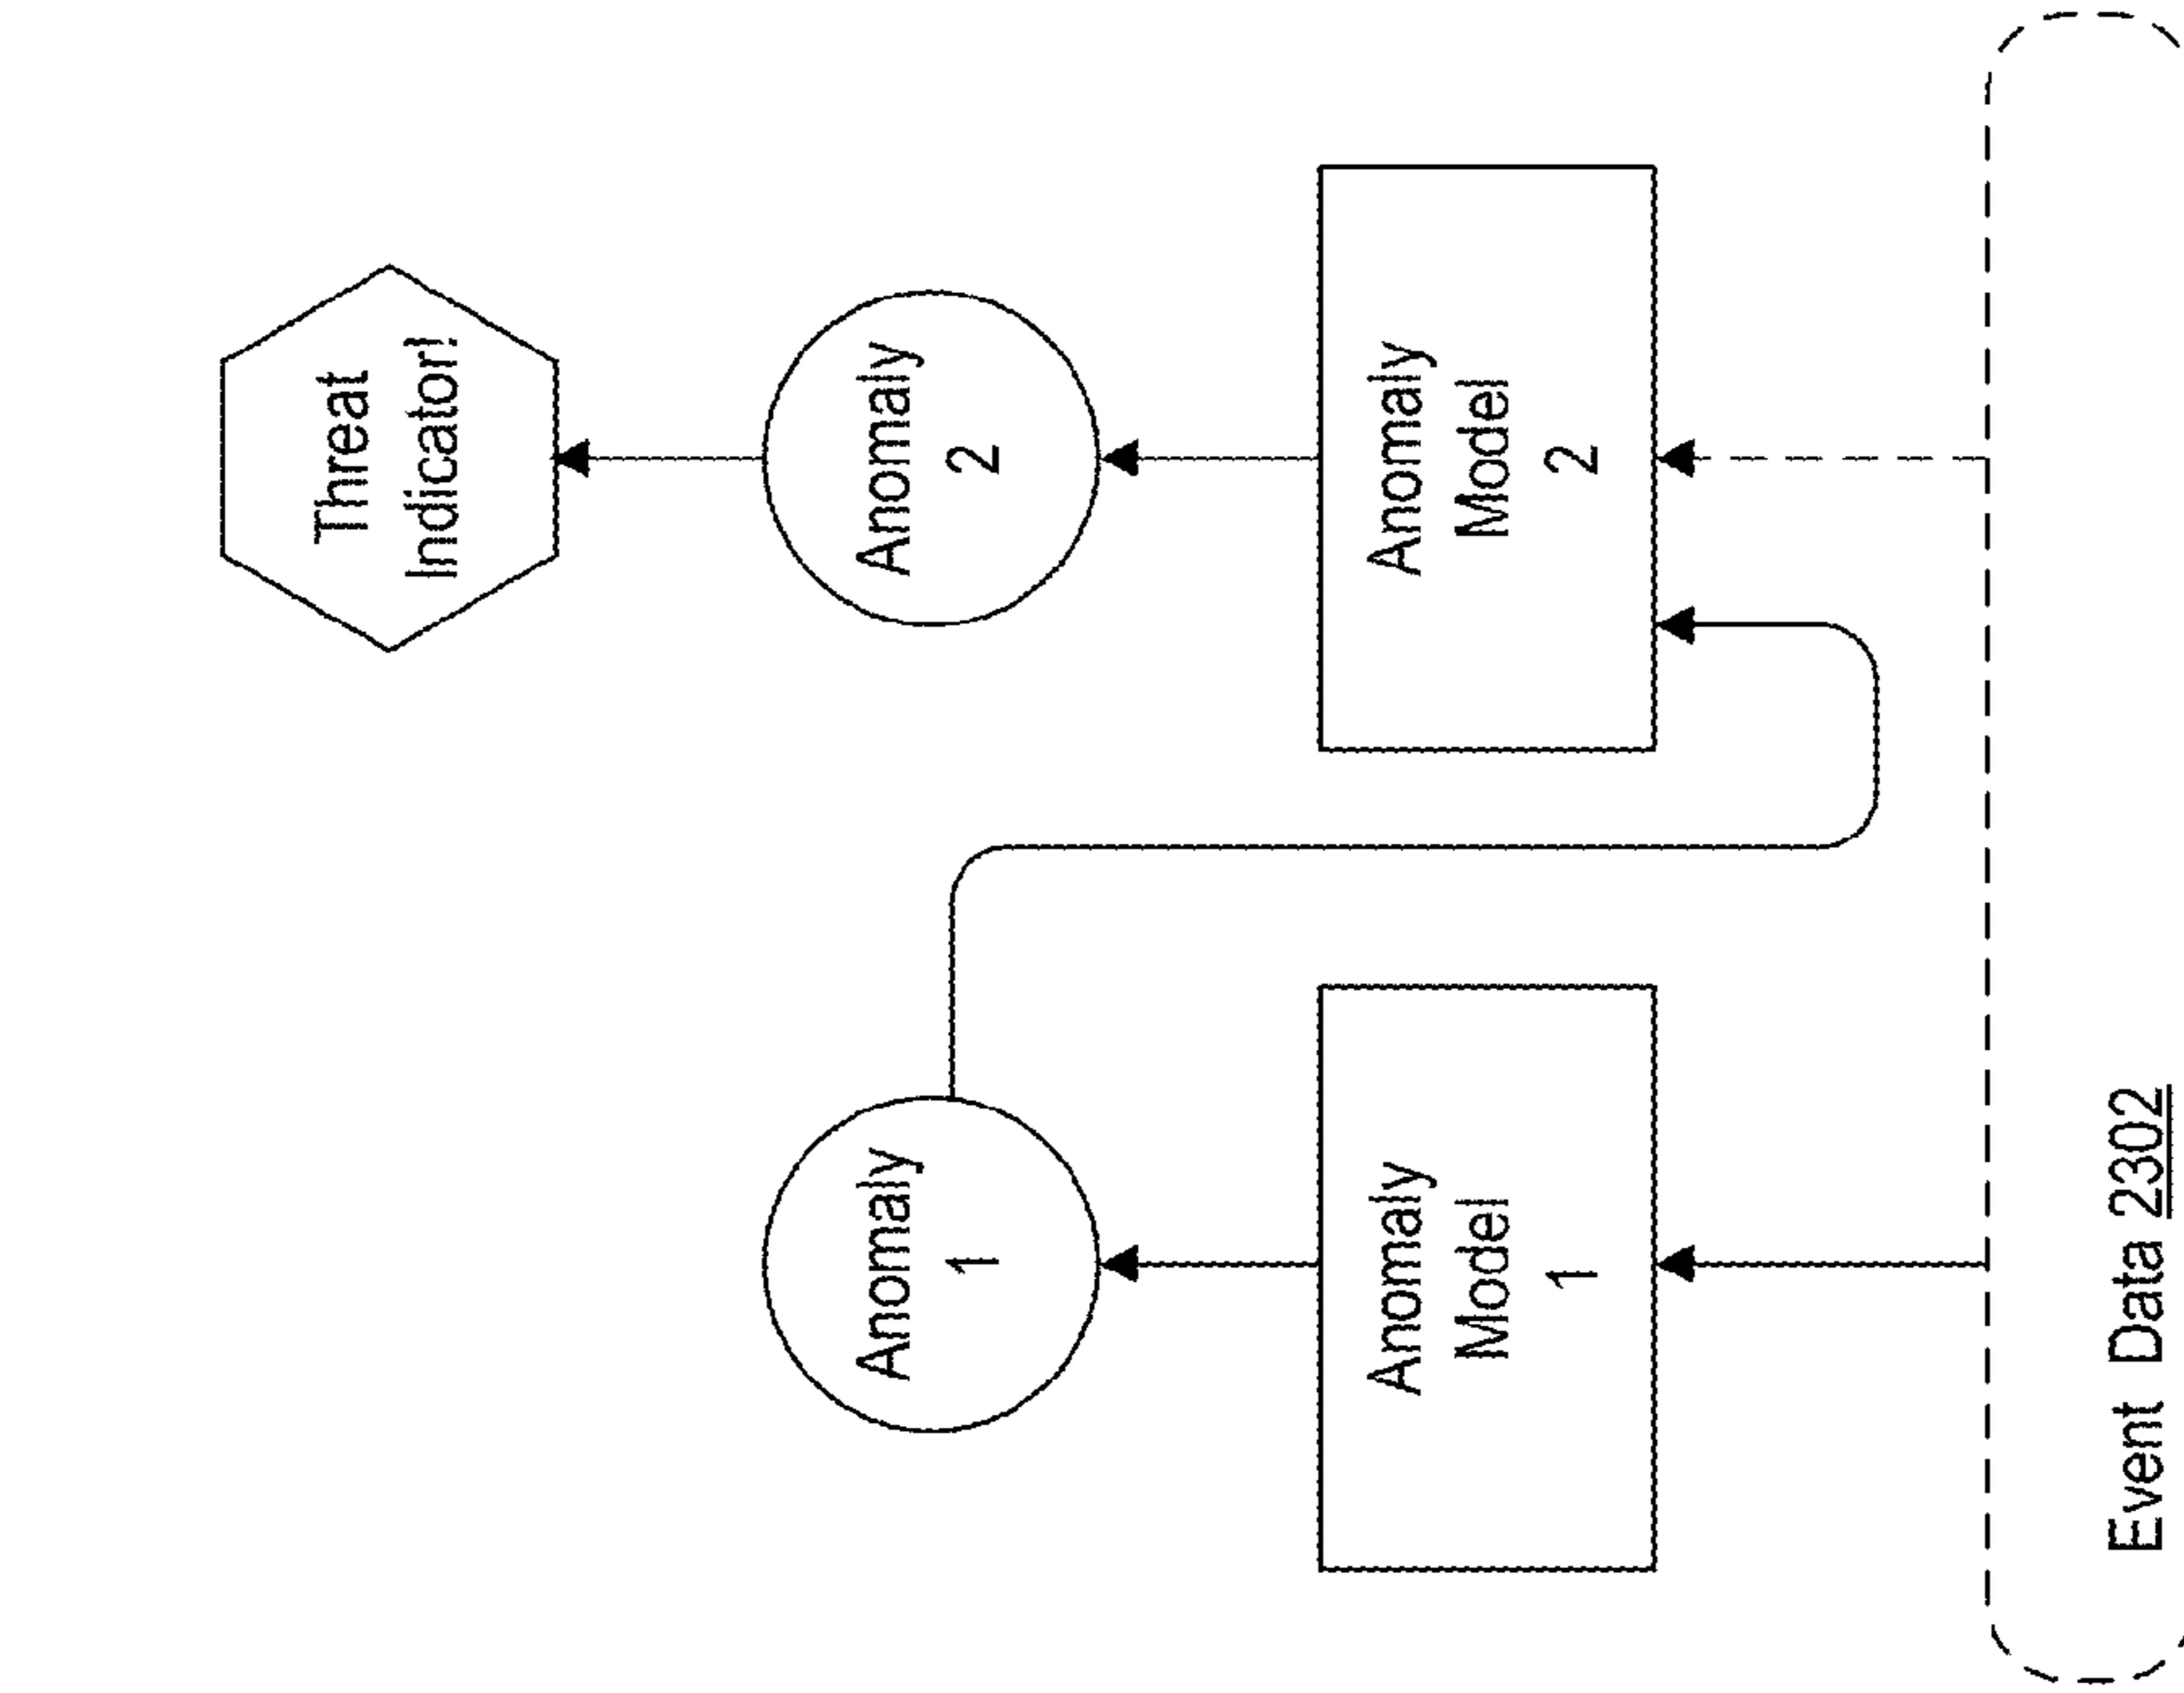 Threat
Indicator!
Anomaly
1
Anomaly
2
Anomaly
Model
1
Anomaly
Model
2
Event Data 2302